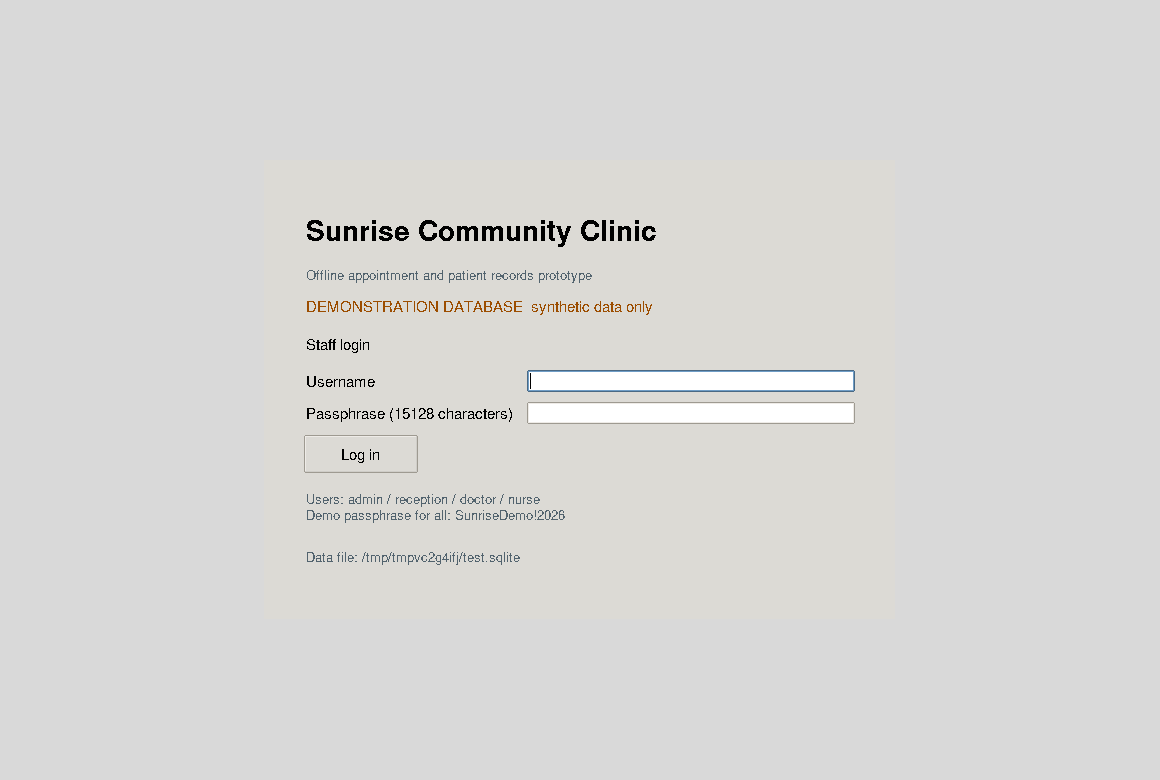 Sunrise Community Clinic
Offline appointment and patient records prototype
DEMONSTRATION DATABASE  synthetic data only
Staff login
Username
Passphrase (15128 characters)
Log in
Users: admin / reception / doctor / nurse
Demo passphrase for all: SunriseDemo!2026
Data file: /tmp/tmpvc2g4ifj/test.sqlite